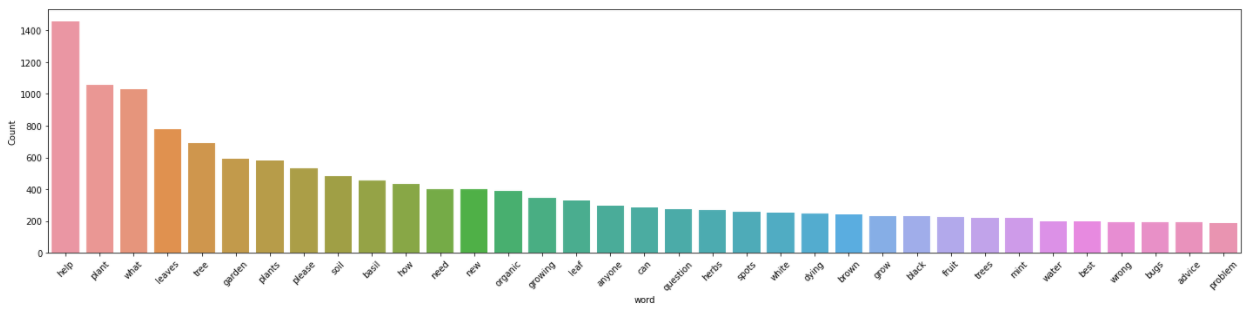 Count
1400
1200
1000
800
600
400
200
0
help plant what leaves tree garden plants please soil basil how need new organic growing leaf anyone can question herbs spots white dying brown grow black fruit trees mint water best wrong bugs advice problem
word